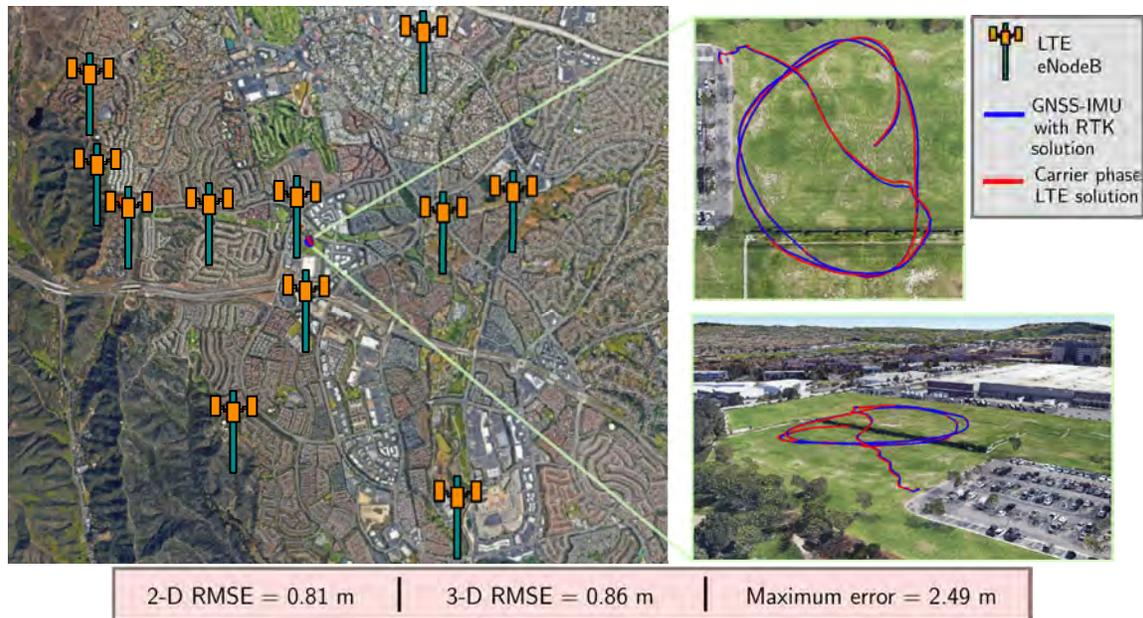 LTE
eNodeB
GNSS-IMU
with RTK
solution
Carrier phase
LTE solution
2-D RMSE = 0.81 m
3-D RMSE = 0.86 m
Maximum error = 2.49 m